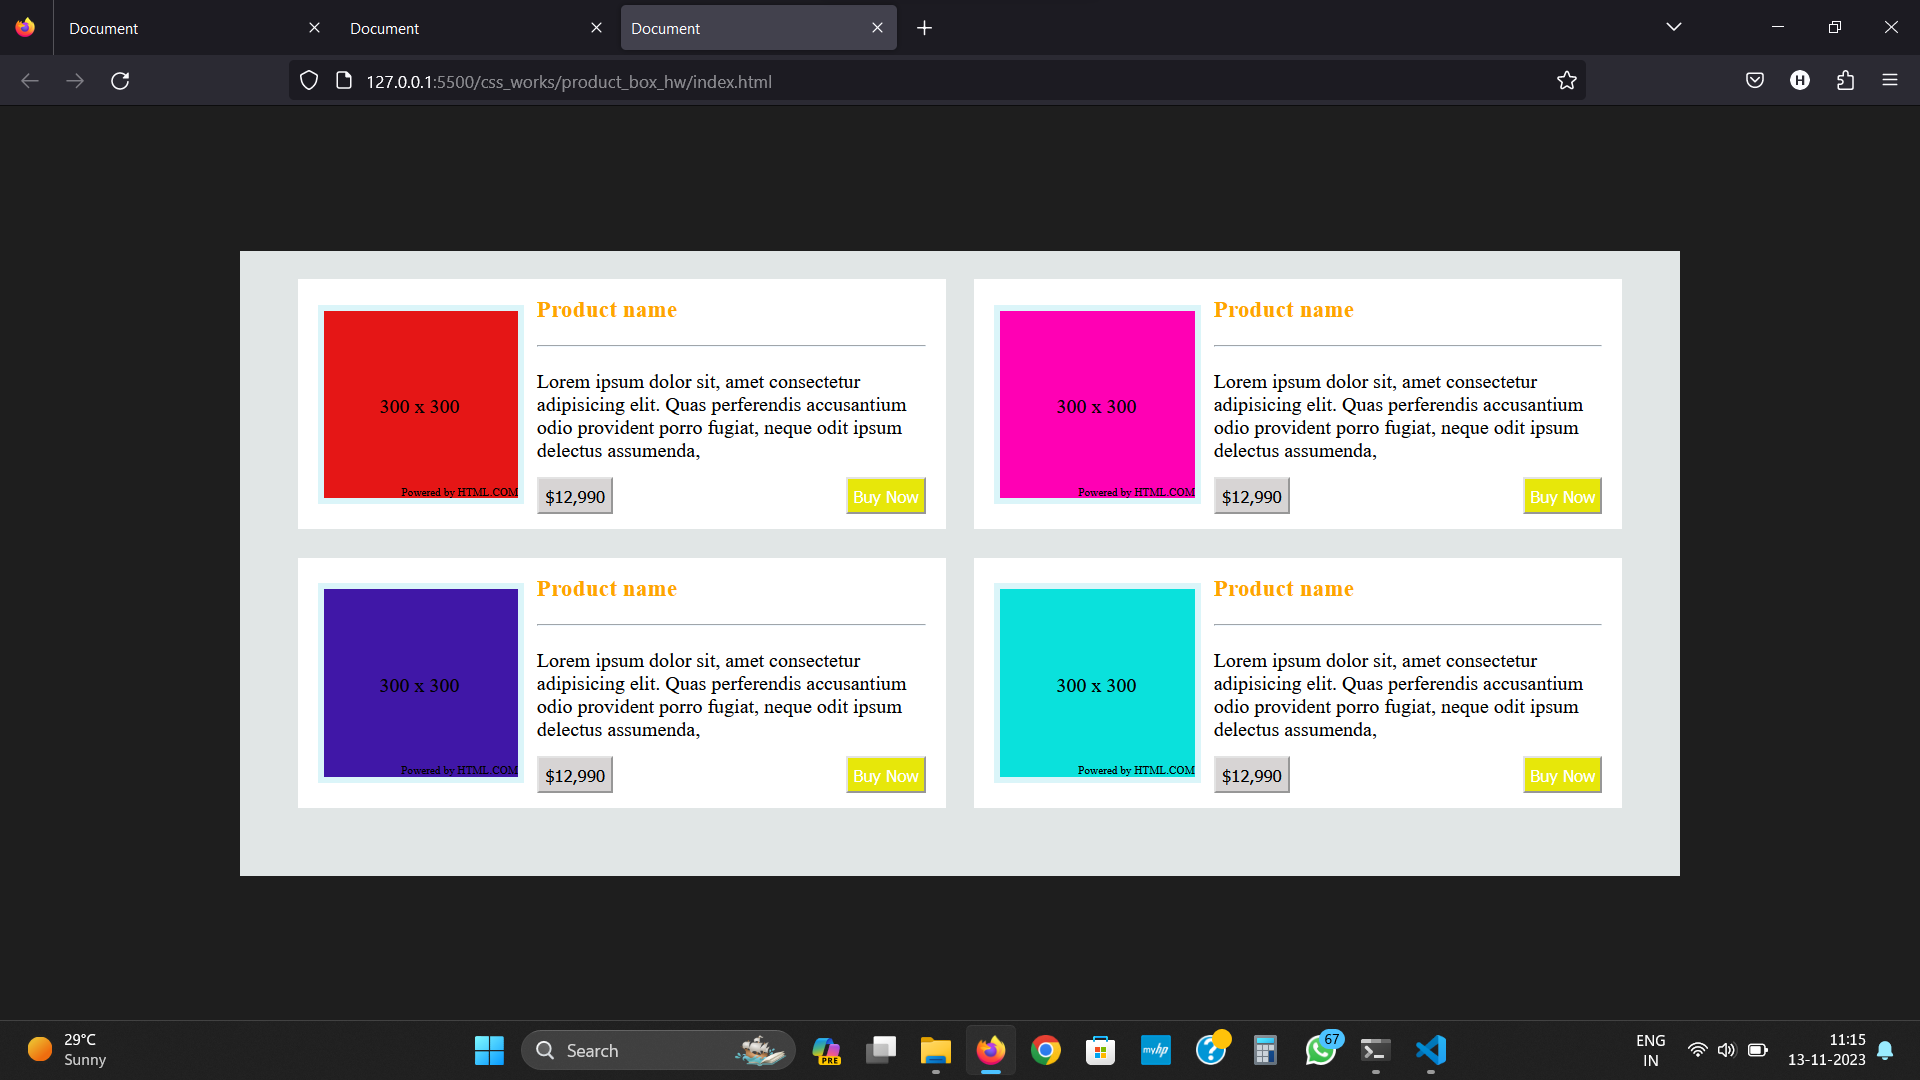 Document
Document
Document
127.0.0.1:5500/css_works/product_box_hw/index.html
H
300 x 300
Powered by HTML.COM
Product name
Lorem ipsum dolor sit, amet consectetur
adipisicing elit. Quas perferendis accusantium
odio provident porro fugiat, neque odit ipsum
delectus assumenda,
$12,990
Buy Now
300 x 300
Powered by HTML.COM
Product name
Lorem ipsum dolor sit, amet consectetur
adipisicing elit. Quas perferendis accusantium
odio provident porro fugiat, neque odit ipsum
delectus assumenda,
$12,990
Buy Now
300 x 300
Powered by HTML.COM
Product name
Lorem ipsum dolor sit, amet consectetur
adipisicing elit. Quas perferendis accusantium
odio provident porro fugiat, neque odit ipsum
delectus assumenda,
$12,990
Buy Now
300 x 300
Powered by HTML.COM
Product name
Lorem ipsum dolor sit, amet consectetur
adipisicing elit. Quas perferendis accusantium
odio provident porro fugiat, neque odit ipsum
delectus assumenda,
$12,990
Buy Now
29°C
Sunny
Search
PRE
myhp
?
67
ENG
IN
11:15
13-11-2023